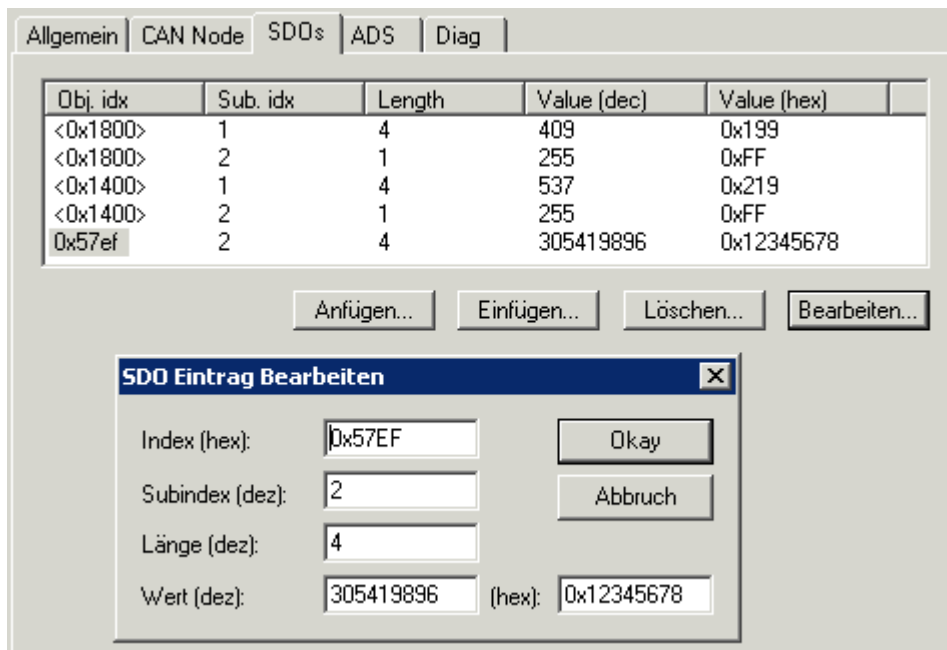 Allgemein CAN Node SDOs ADS Diag
Obj. idx Sub. idx Length Value (dec) Value (hex)
<0x1800> 1 4 409 0x199
<0x1800> 2 1 255 0xFF
<0x1400> 1 4 537 0x219
<0x1400> 2 1 255 0xFF
0x57ef 2 4 305419896 0x12345678
Anfügen... Einfügen... Löschen... Bearbeiten...
SDO Eintrag Bearbeiten
Index (hex): 0x57EF Okay
Subindex (dez): 2 Abbruch
Länge (dez): 4
Wert (dez): 305419896 (hex): 0x12345678